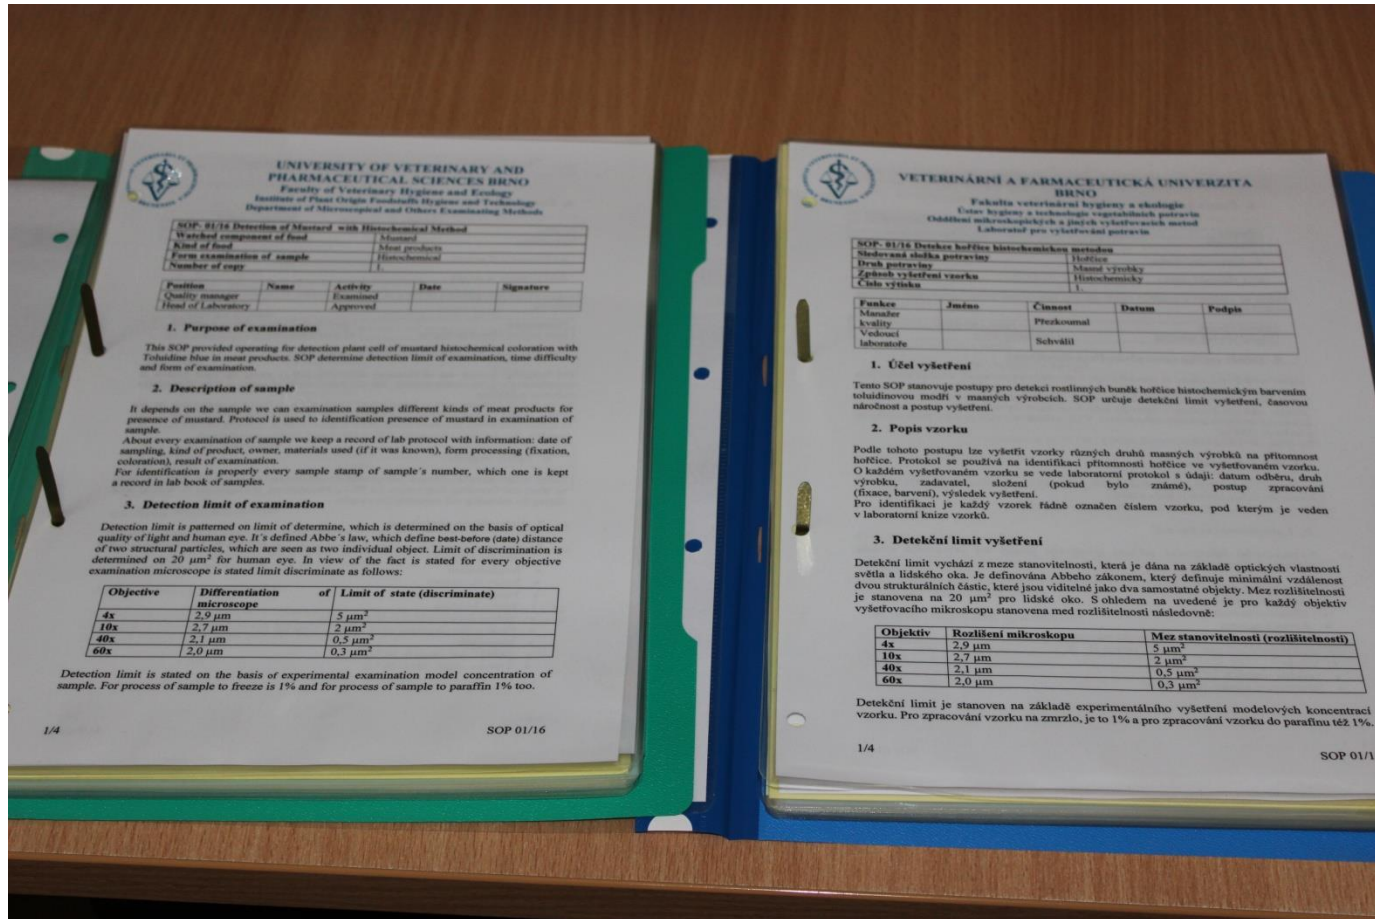 UNIVERSITY OF VETERINARY AND
PHARMACEUTICAL SCIENCES BRNO
Faculty of Veterinary Hygiene and Ecology
Institute of Plant Origin Foodstuffs Hygiene and Technology
Department of Microscopical and Others Examinating Methods
SOP- 01/16 Detection of Mustard with Histochemical Method
Watched component of food Mustard
Kind of food Meat products
Form examination of sample Histochemical
Number of copy 1.
Position Name Activity Date Signature
Quality manager Examined
Head of Laboratory Approved
1. Purpose of examination
This SOP provided operating for detection plant cell of mustard histochemical coloration with
Toluidine blue in meat products. SOP determine detection limit of examination, time difficulty
and form of examination.
2. Description of sample
It depends on the sample we can examination samples different kinds of meat products for
presence of mustard. Protocol is used to identification presence of mustard in examination of
sample.
About every examination of sample we keep a record of lab protocol with information: date of
sampling, kind of product, owner, materials used (if it was known), form processing (fixation,
coloration), result of examination.
For identification is properly every sample stamp of sample´s number, which one is kept
a record in lab book of samples.
3. Detection limit of examination
Detection limit is patterned on limit of determine, which is determined on the basis of optical
quality of light and human eye. It´s defined Abbe´s law, which define best-before (date) distance
of two structural particles, which are seen as two individual object. Limit of discrimination is
determined on 20 µm² for human eye. In view of the fact is stated for every objective
examination microscope is stated limit discriminate as follows:
Objective Differentiation of Limit of state (discriminate)
microscope
4x 2,9 µm 5 µm²
10x 2,7 µm 2 µm²
40x 2,1 µm 0,5 µm²
60x 2,0 µm 0,3 µm²
Detection limit is stated on the basis of experimental examination model concentration of
sample. For process of sample to freeze is 1% and for process of sample to paraffin 1% too.
1/4 SOP 01/16
VETERINÁRNÍ A FARMACEUTICKÁ UNIVERZITA
BRNO
Fakulta veterinární hygieny a ekologie
Ústav hygieny a technologie vegetabilních potravin
Oddělení mikroskopických a jiných vyšetřovacích metod
Laboratoř pro vyšetřování potravin
SOP- 01/16 Detekce hořčice histochemickou metodou
Sledovaná složka potraviny Hořčice
Druh potraviny Masné výrobky
Způsob vyšetření vzorku Histochemicky
Číslo výtisku 1.
Funkce Jméno Činnost Datum Podpis
Manažer
kvality Přezkoumal
Vedoucí
laboratoře Schválil
1. Účel vyšetření
Tento SOP stanovuje postupy pro detekci rostlinných buněk hořčice histochemickým barvením
toluidinovou modří v masných výrobcích. SOP určuje detekční limit vyšetření, časovou
náročnost a postup vyšetření.
2. Popis vzorku
Podle tohoto postupu lze vyšetřit vzorky různých druhů masných výrobků na přítomnost
hořčice. Protokol se používá na identifikaci přítomnosti hořčice ve vyšetřovaném vzorku.
O každém vyšetřovaném vzorku se vede laboratorní protokol s údaji: datum odběru, druh
výrobku, zadavatel, složení (pokud bylo známé), postup zpracování
(fixace, barvení), výsledek vyšetření.
Pro identifikaci je každý vzorek řádně označen číslem vzorku, pod kterým je veden
v laboratorní knize vzorků.
3. Detekční limit vyšetření
Detekční limit vychází z meze stanovitelnosti, která je dána na základě optických vlastností
světla a lidského oka. Je definována Abbeho zákonem, který definuje minimální vzdálenost
dvou strukturálních částic, které jsou viditelné jako dva samostatné objekty. Mez rozlišitelnosti
je stanovena na 20 µm² pro lidské oko. S ohledem na uvedené je pro každý objektiv
vyšetřovacího mikroskopu stanovena med rozlišitelnosti následovně:
Objektiv Rozlišení mikroskopu Mez stanovitelnosti (rozlišitelnosti)
4x 2,9 µm 5 µm²
10x 2,7 µm 2 µm²
40x 2,1 µm 0,5 µm²
60x 2,0 µm 0,3 µm²
Detekční limit je stanoven na základě experimentálního vyšetření modelových koncentrací
vzorku. Pro zpracování vzorku na zmrzlo, je to 1% a pro zpracování vzorku do parafínu též 1%.
1/4 SOP 01/1